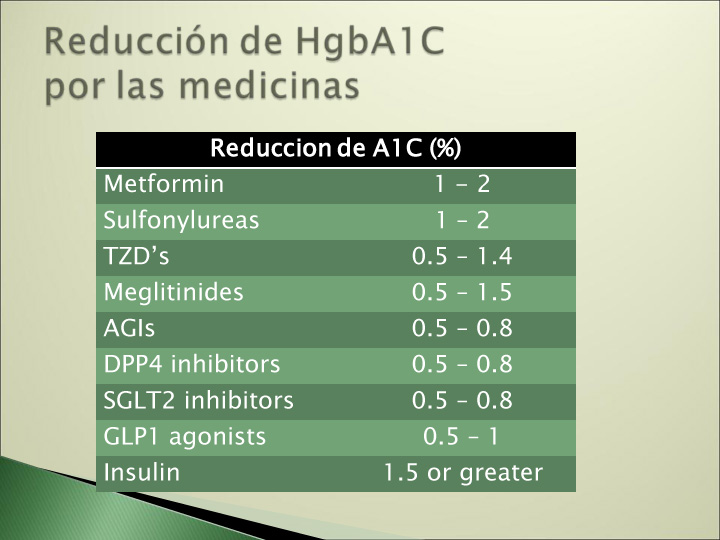 Reducción de HgbA1C
por las medicinas
Reduccion de A1C (%)
Metformin 1 - 2
Sulfonylureas 1 – 2
TZD's 0.5 – 1.4
Meglitinides 0.5 – 1.5
AGIs 0.5 – 0.8
DPP4 inhibitors 0.5 – 0.8
SGLT2 inhibitors 0.5 – 0.8
GLP1 agonists 0.5 – 1
Insulin 1.5 or greater